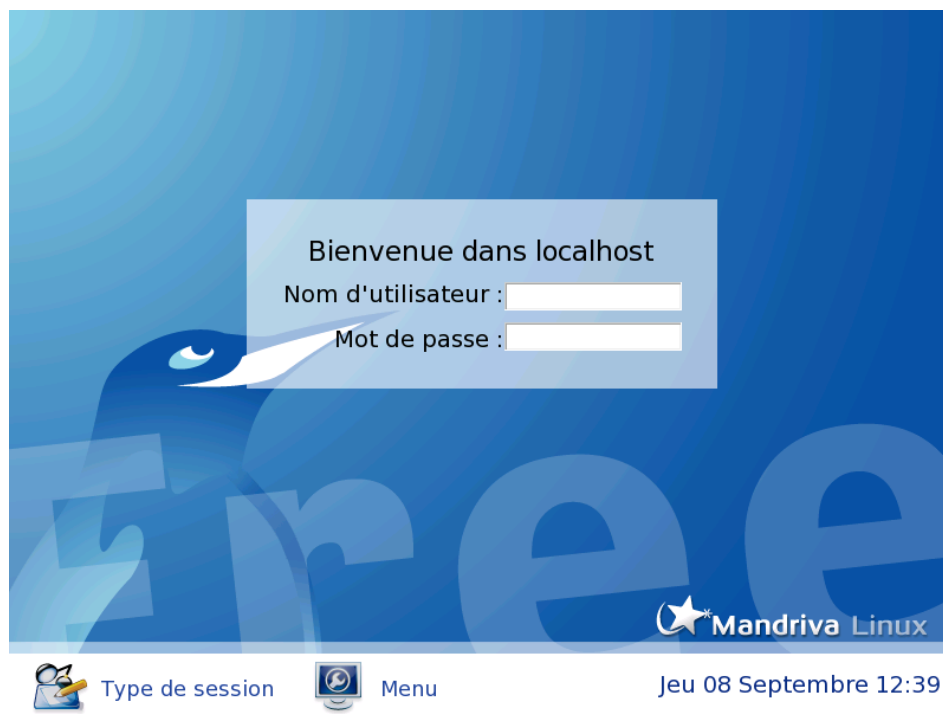 Bienvenue dans localhost
Nom d'utilisateur :
Mot de passe :
Free
Mandriva Linux
Type de session
Menu
Jeu 08 Septembre 12:39